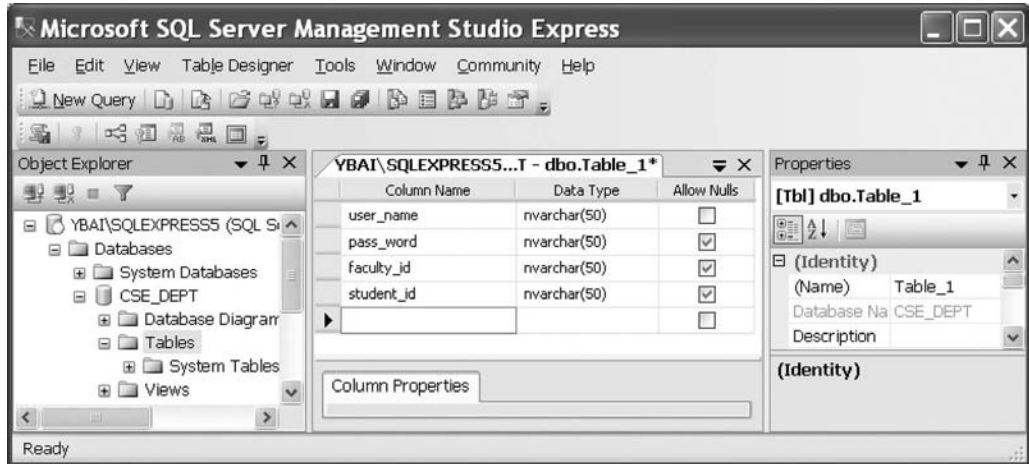 Microsoft SQL Server Management Studio Express
File Edit View Table Designer Tools Window Community Help
New Query
Object Explorer
YBAI\SQLEXPRESS5 (SQL S
Databases
System Databases
CSE_DEPT
Database Diagram
Tables
System Tables
Views
YBAI\SQLEXPRESS5...T - dbo.Table_1*
Column Name Data Type Allow Nulls
user_name nvarchar(50)
pass_word nvarchar(50)
faculty_id nvarchar(50)
student_id nvarchar(50)
Column Properties
Properties
[Tbl] dbo.Table_1
(Identity)
(Name) Table_1
Database Na CSE_DEPT
Description
(Identity)
Ready